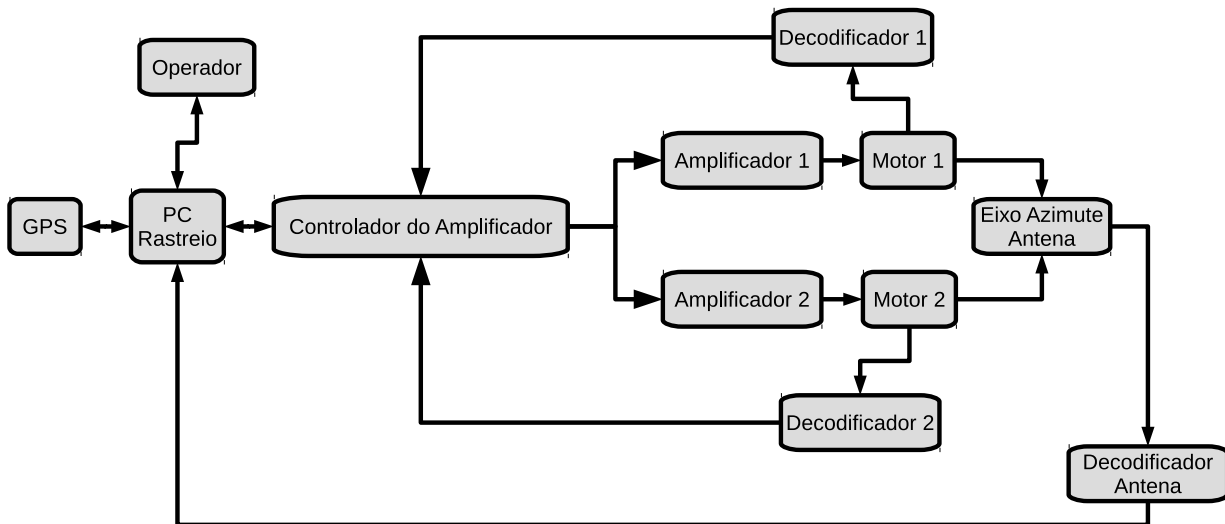 Decodificador 1
Operador
Amplificador 1
Motor 1
GPS
PC
Rastreio
Controlador do Amplificador
Eixo Azimute
Antena
Amplificador 2
Motor 2
Decodificador 2
Decodificador
Antena